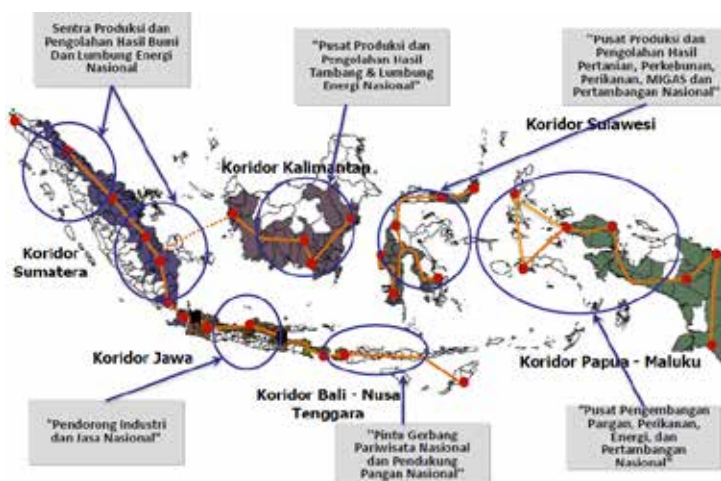 Sentra Produksi dan
Pengolahan Hasil Bumi
Dan Lumbung Energi
Nasional
"Pusat Produksi dan
Pengolahan Hasil
Tambang & Lumbung
Energi Nasional"
"Pusat Produksi dan
Pengolahan Hasil
Pertanian, Perkebunan,
Perikanan, MIGAS dan
Pertambangan Nasional"
Koridor Sulawesi
Koridor Kalimantan
Koridor
Sumatera
Koridor Jawa
Koridor Bali - Nusa
Tenggara
Koridor Papua - Maluku
"Pendorong Industri
dan Jasa Nasional"
"Pintu Gerbang
Pariwisata Nasional
dan Pendukung
Pangan Nasional"
"Pusat Pengembangan
Pangan, Perikanan,
Energi, dan
Pertambangan
Nasional"